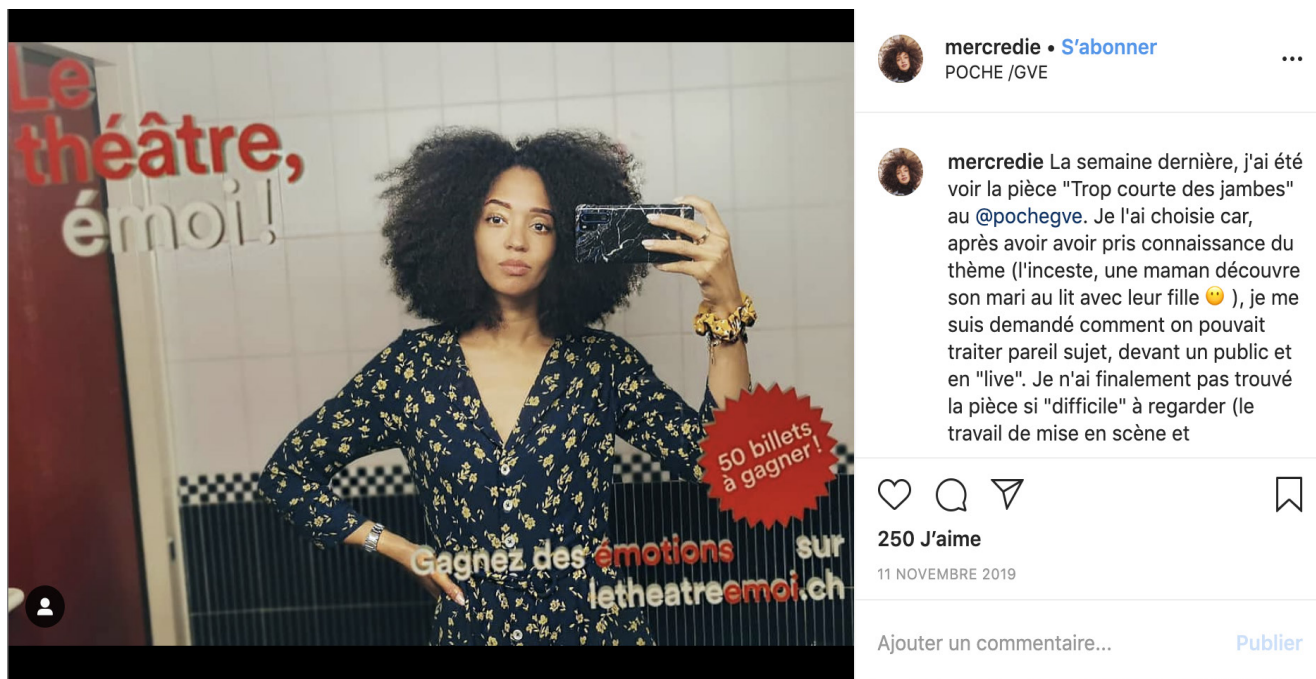 Le
théâtre,
émoi!
50 billets
à gagner!
Gagnez des émotions sur
letheatreemoi.ch
mercredie • S'abonner
POCHE /GVE
mercredie La semaine dernière, j'ai été
voir la pièce "Trop courte des jambes"
au @pochegve. Je l'ai choisie car,
après avoir avoir pris connaissance du
thème (l'inceste, une maman découvre
son mari au lit avec leur fille 😶 ), je me
suis demandé comment on pouvait
traiter pareil sujet, devant un public et
en "live". Je n'ai finalement pas trouvé
la pièce si "difficile" à regarder (le
travail de mise en scène et
250 J'aime
11 NOVEMBRE 2019
Ajouter un commentaire... Publier